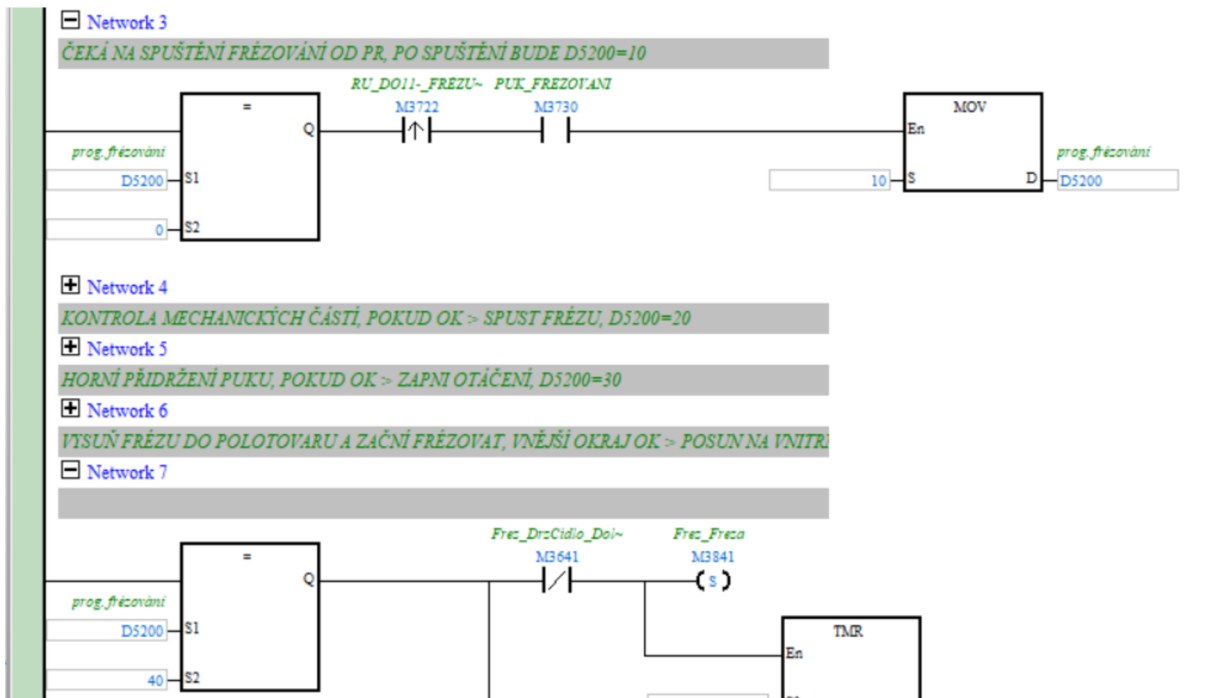 Network 3
ČEKÁ NA SPUŠTĚNÍ FRÉZOVÁNÍ OD PR, PO SPUŠTĚNÍ BUDE D5200=10
RU_DO11-_FRÉZU~ PUK_FREZOVANI
= M3722 M3730 MOV
Q En
prog.frézování prog.frézování
D5200 S1 10 S D D5200
0 S2
Network 4
KONTROLA MECHANICKÝCH ČÁSTÍ, POKUD OK > SPUST FRÉZU, D5200=20
Network 5
HORNÍ PŘIDRŽENÍ PUKU, POKUD OK > ZAPNI OTÁČENÍ, D5200=30
Network 6
VYSUŇ FRÉZU DO POLOTOVARU A ZAČNÍ FRÉZOVAT, VNĚJŠÍ OKRAJ OK > POSUN NA VNITR
Network 7
Frez_DrzCidlo_Dol~ Frez_Freza
= M3641 M3841
Q S
prog.frézování
D5200 S1 TMR
En
40 S2